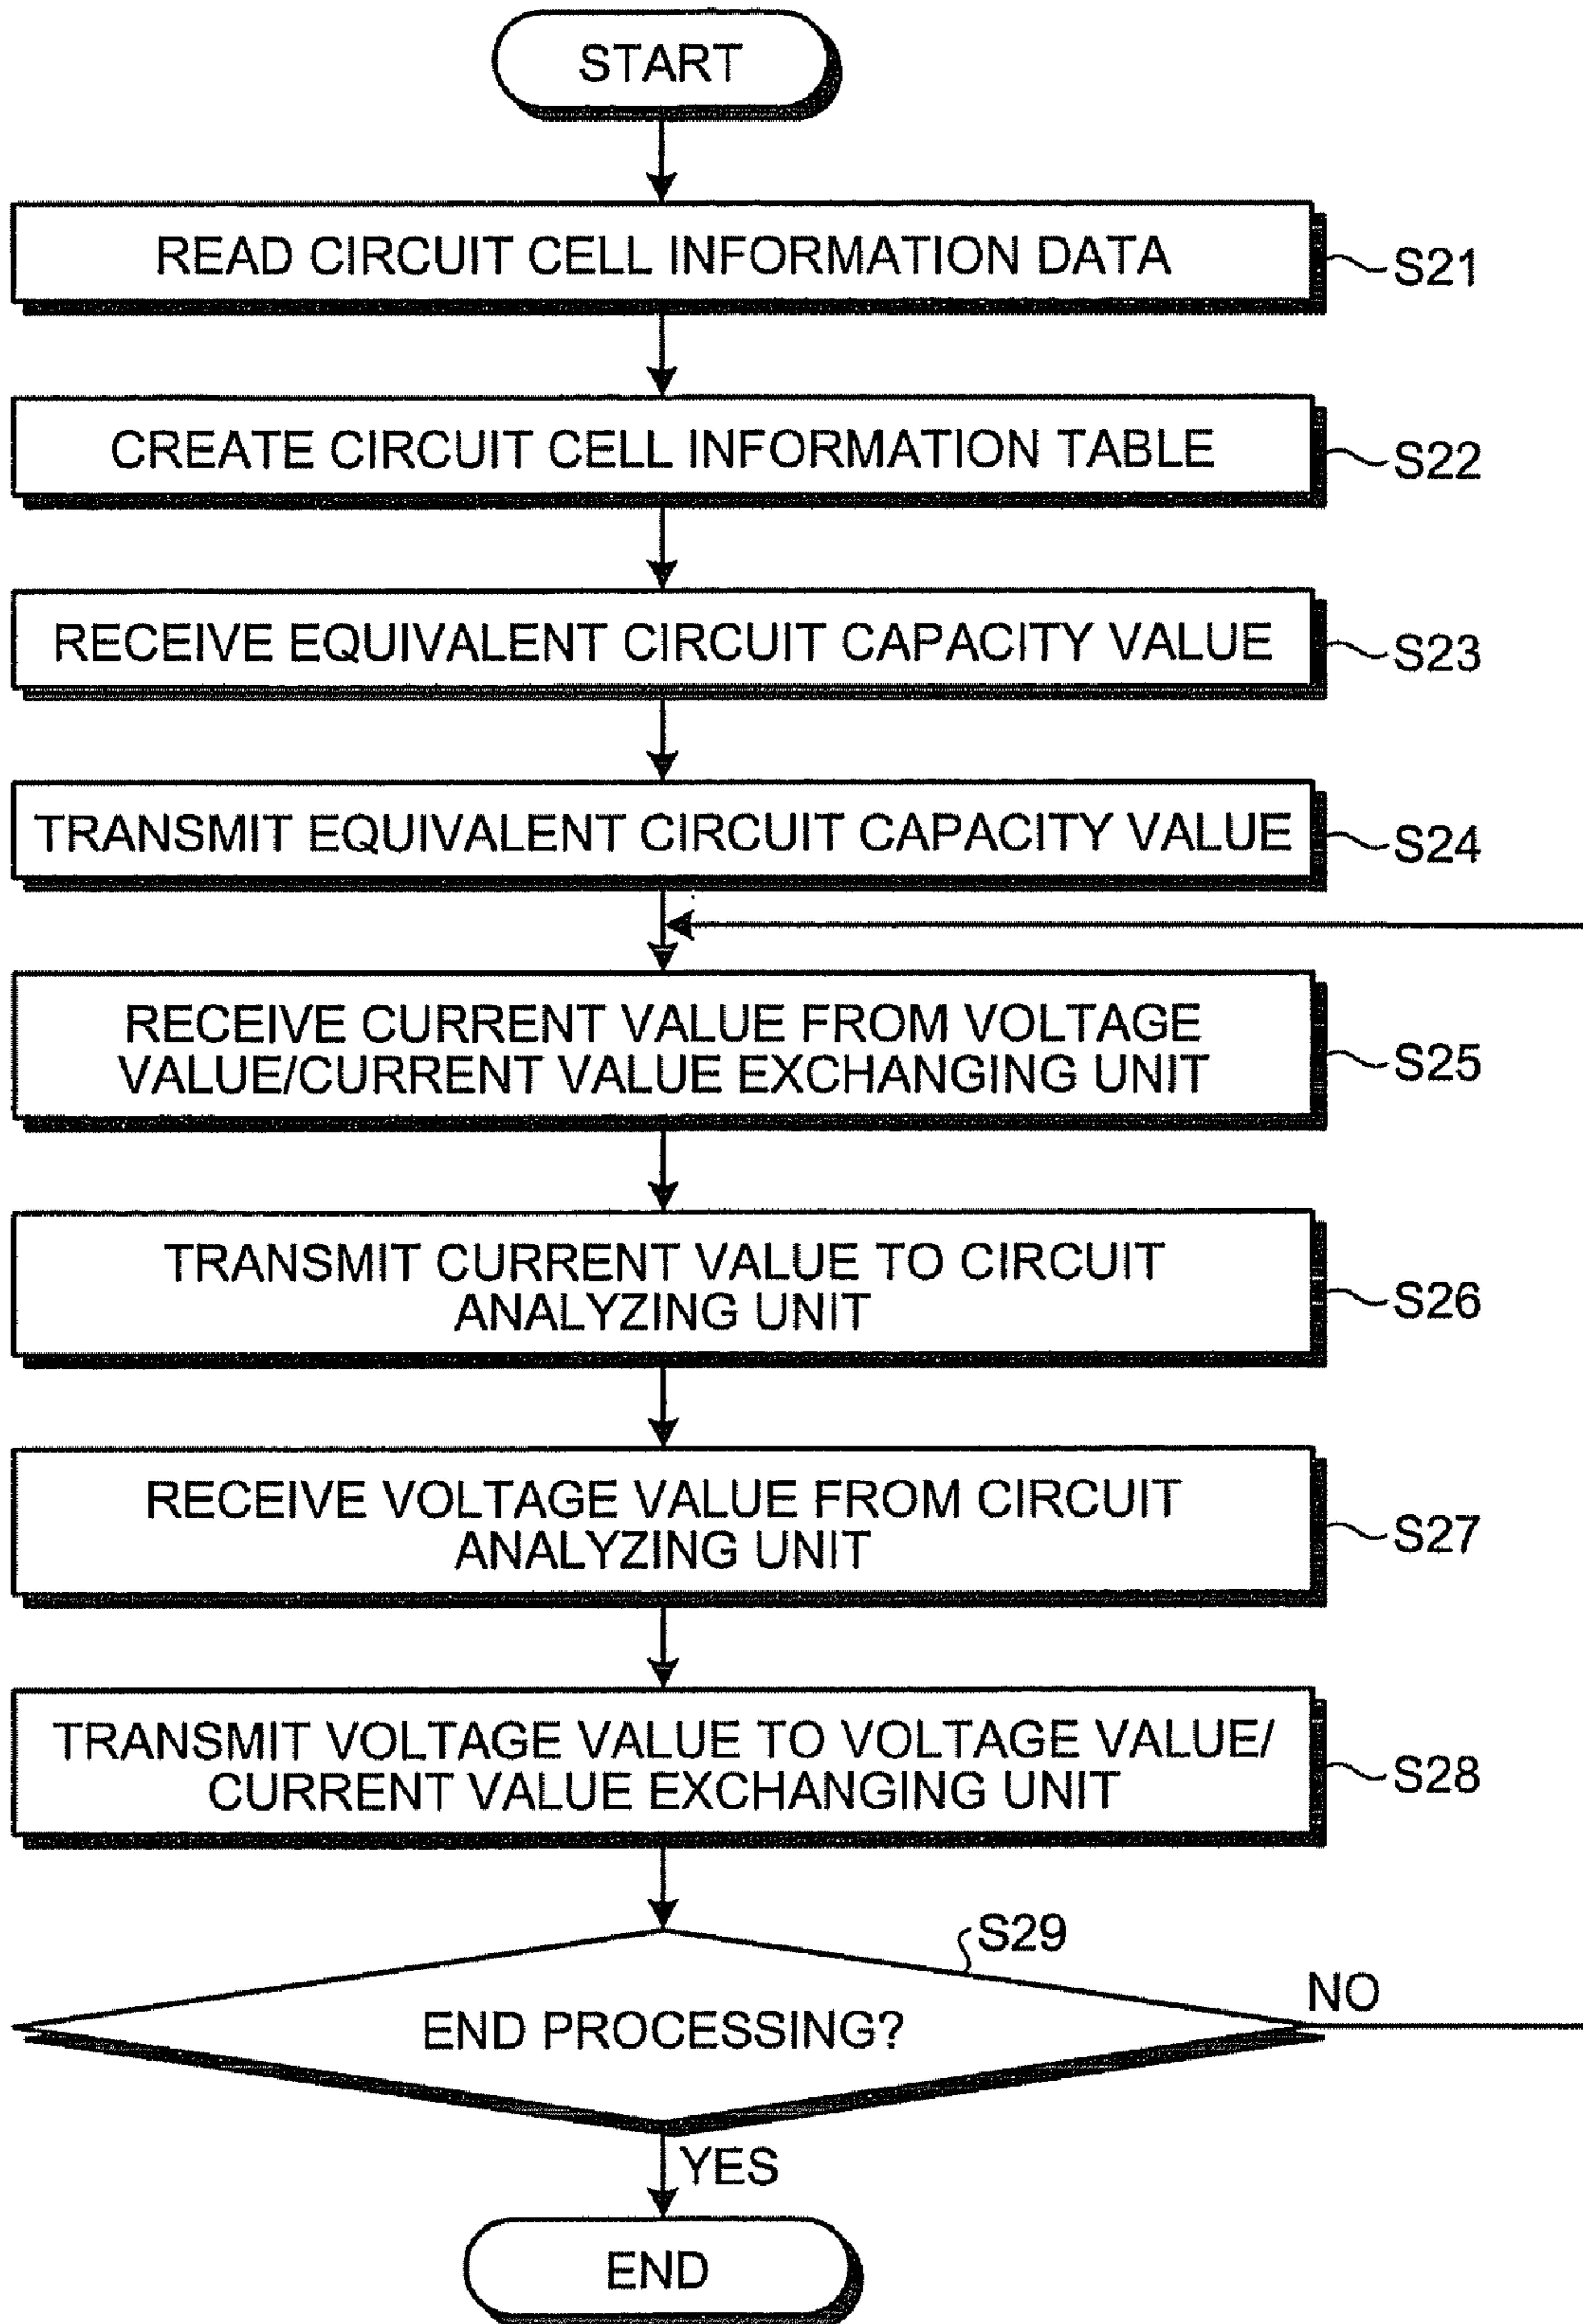 START
READ CIRCUIT CELL INFORMATION DATA
S21
CREATE CIRCUIT CELL INFORMATION TABLE
S22
RECEIVE EQUIVALENT CIRCUIT CAPACITY VALUE
S23
TRANSMIT EQUIVALENT CIRCUIT CAPACITY VALUE
S24
RECEIVE CURRENT VALUE FROM VOLTAGE
VALUE/CURRENT VALUE EXCHANGING UNIT
S25
TRANSMIT CURRENT VALUE TO CIRCUIT
ANALYZING UNIT
S26
RECEIVE VOLTAGE VALUE FROM CIRCUIT
ANALYZING UNIT
S27
TRANSMIT VOLTAGE VALUE TO VOLTAGE VALUE/
CURRENT VALUE EXCHANGING UNIT
S28
S29
END PROCESSING?
NO
YES
END